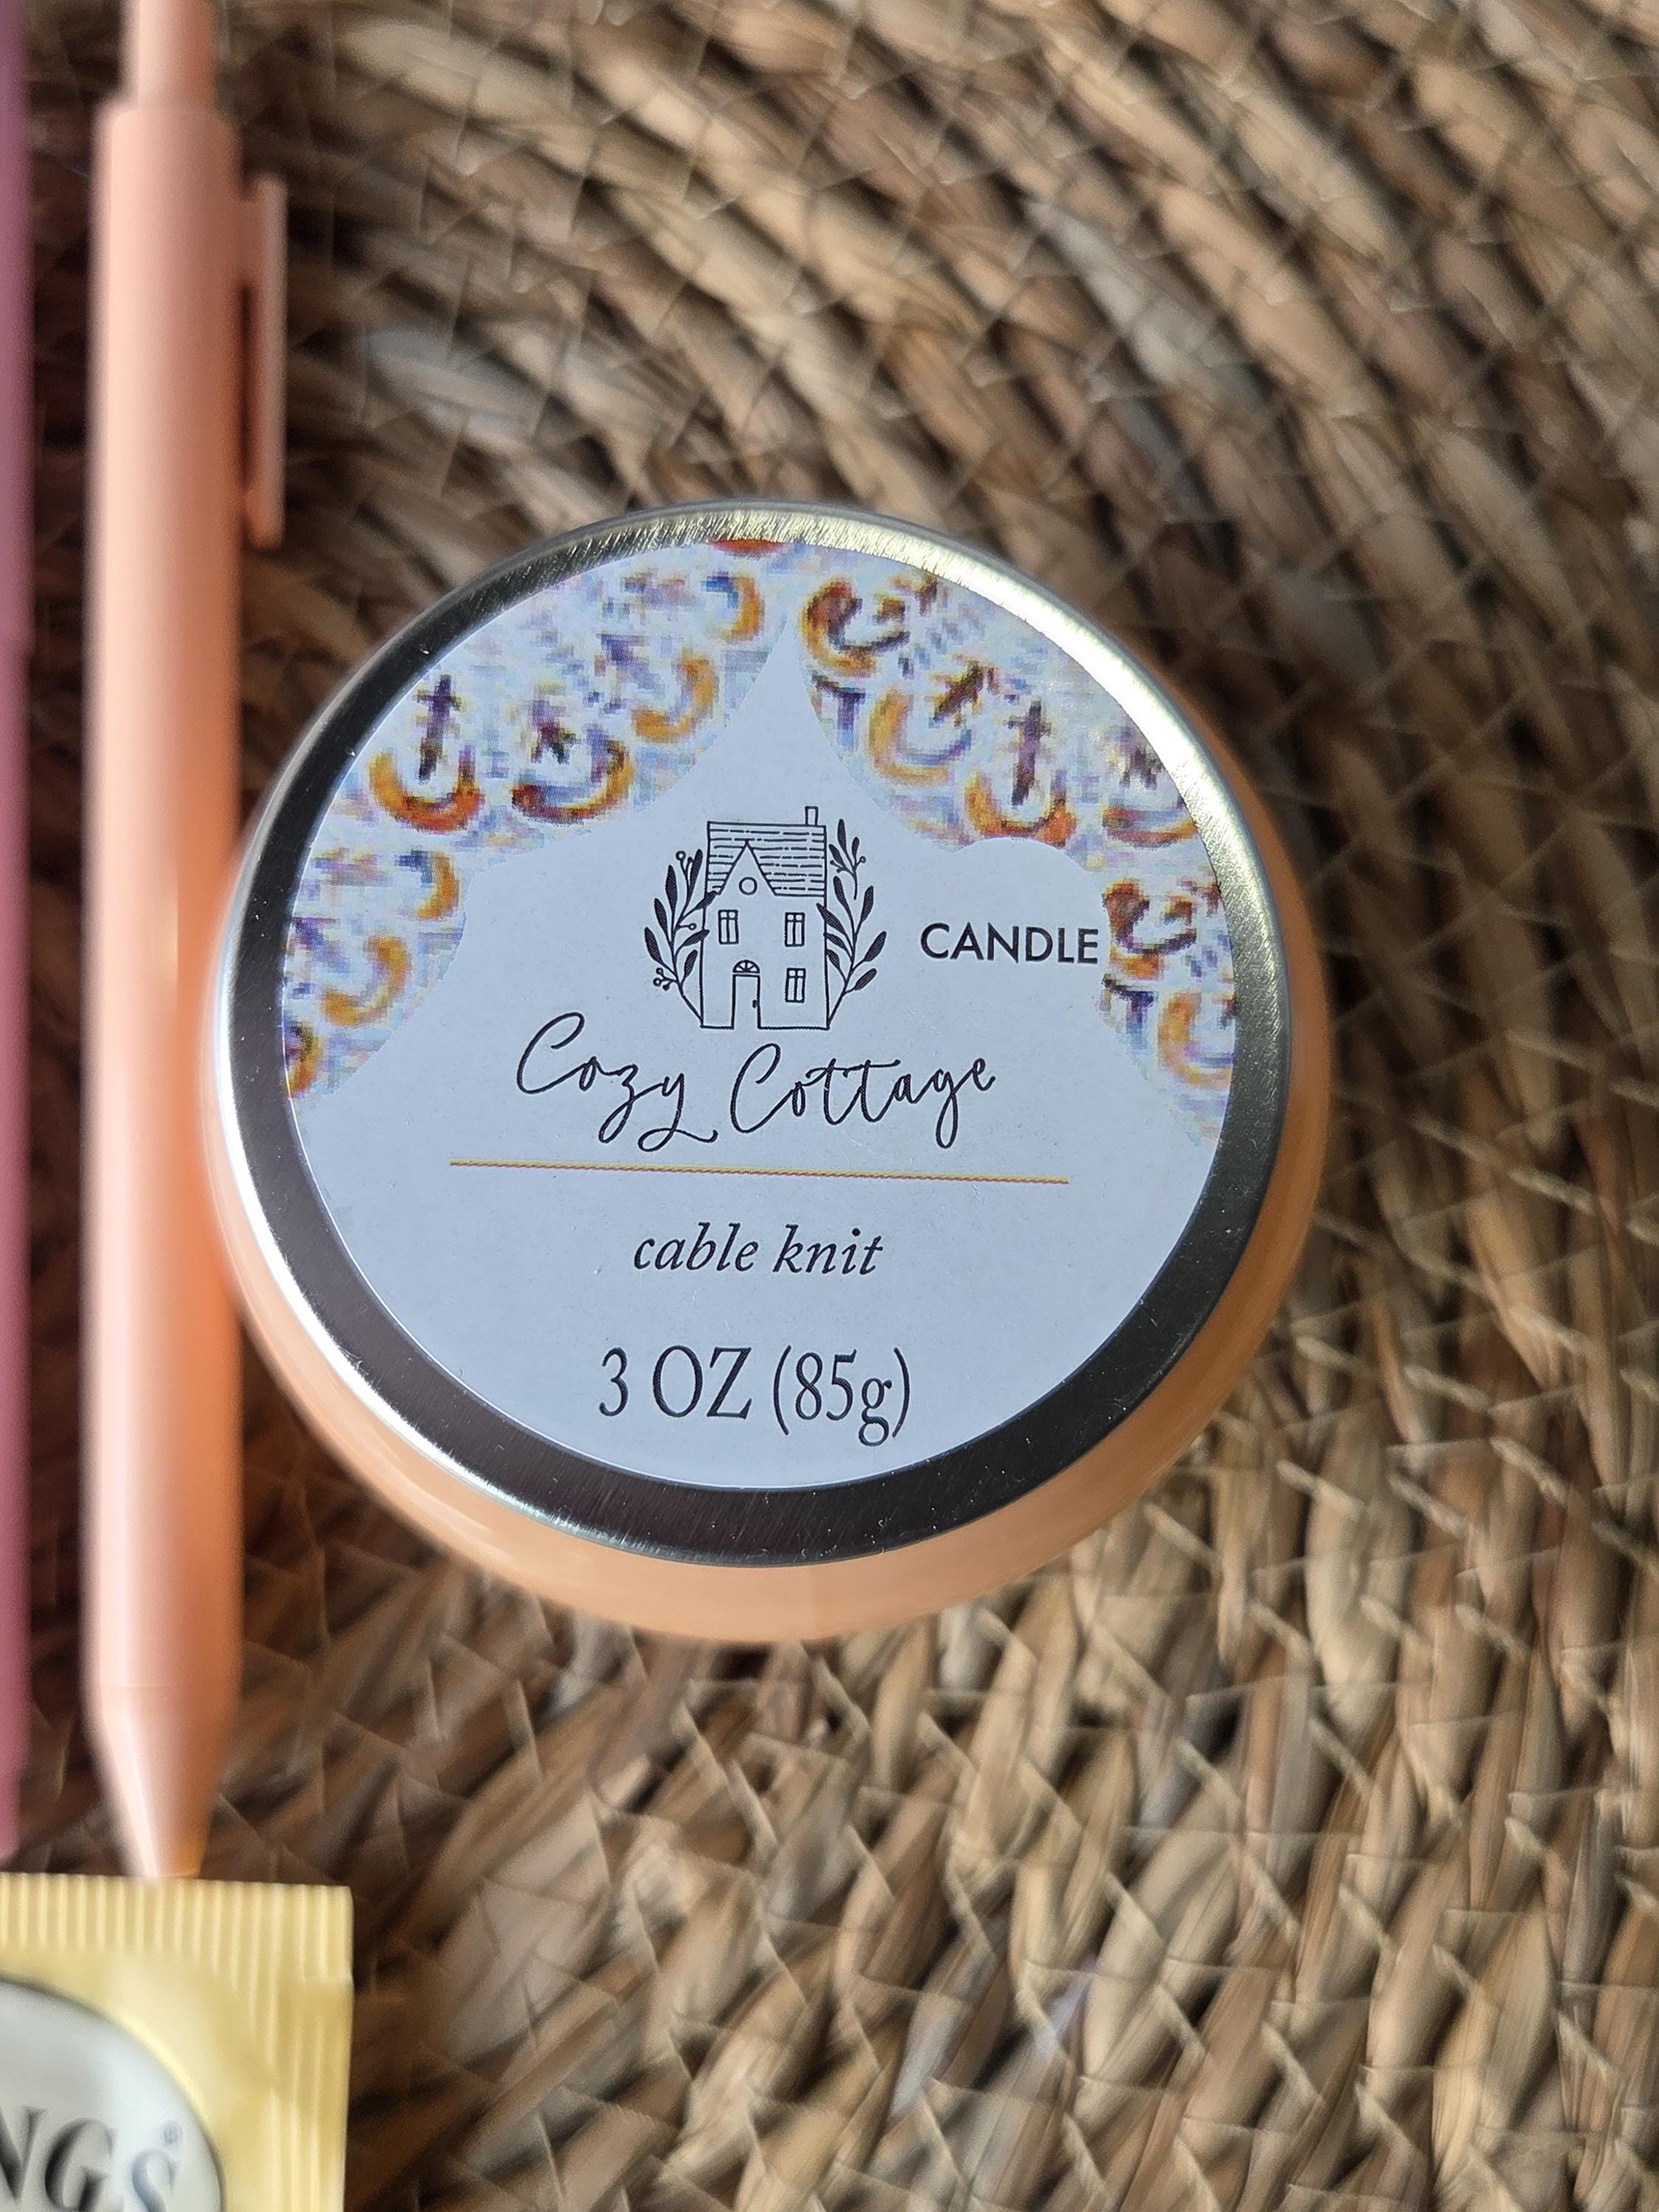 CANDLE
Cozy Cottage
cable knit
3 OZ (85g)
NGS®